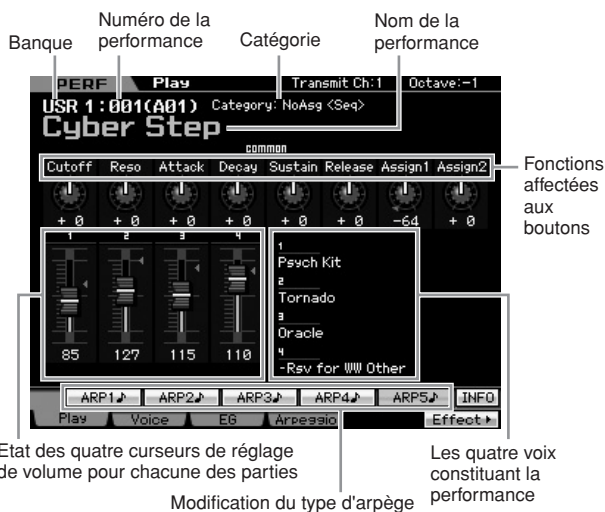 Banque
Numéro de la
performance
Catégorie
Nom de la
performance
PERF Play Transmit Ch:1 Octave:-1
USR 1:001(A01) Category: NoAsg <Seq>
Cyber Step
common
Cutoff Reso Attack Decay Sustain Release Assign1 Assign2
+ 0 + 0 + 0 + 0 + 0 + 0 -64 + 0
Fonctions
affectées
aux
boutons
1 2 3 4
85 127 115 110
1
Psych Kit
2
Tornado
3
Oracle
4
-Rsv for WW Other
ARP1♪ ARP2♪ ARP3♪ ARP4♪ ARP5♪ INFO
Play Voice EG Arpeggio Effect
Etat des quatre curseurs de réglage
de volume pour chacune des parties
Les quatre voix
constituant la
performance
Modification du type d'arpège